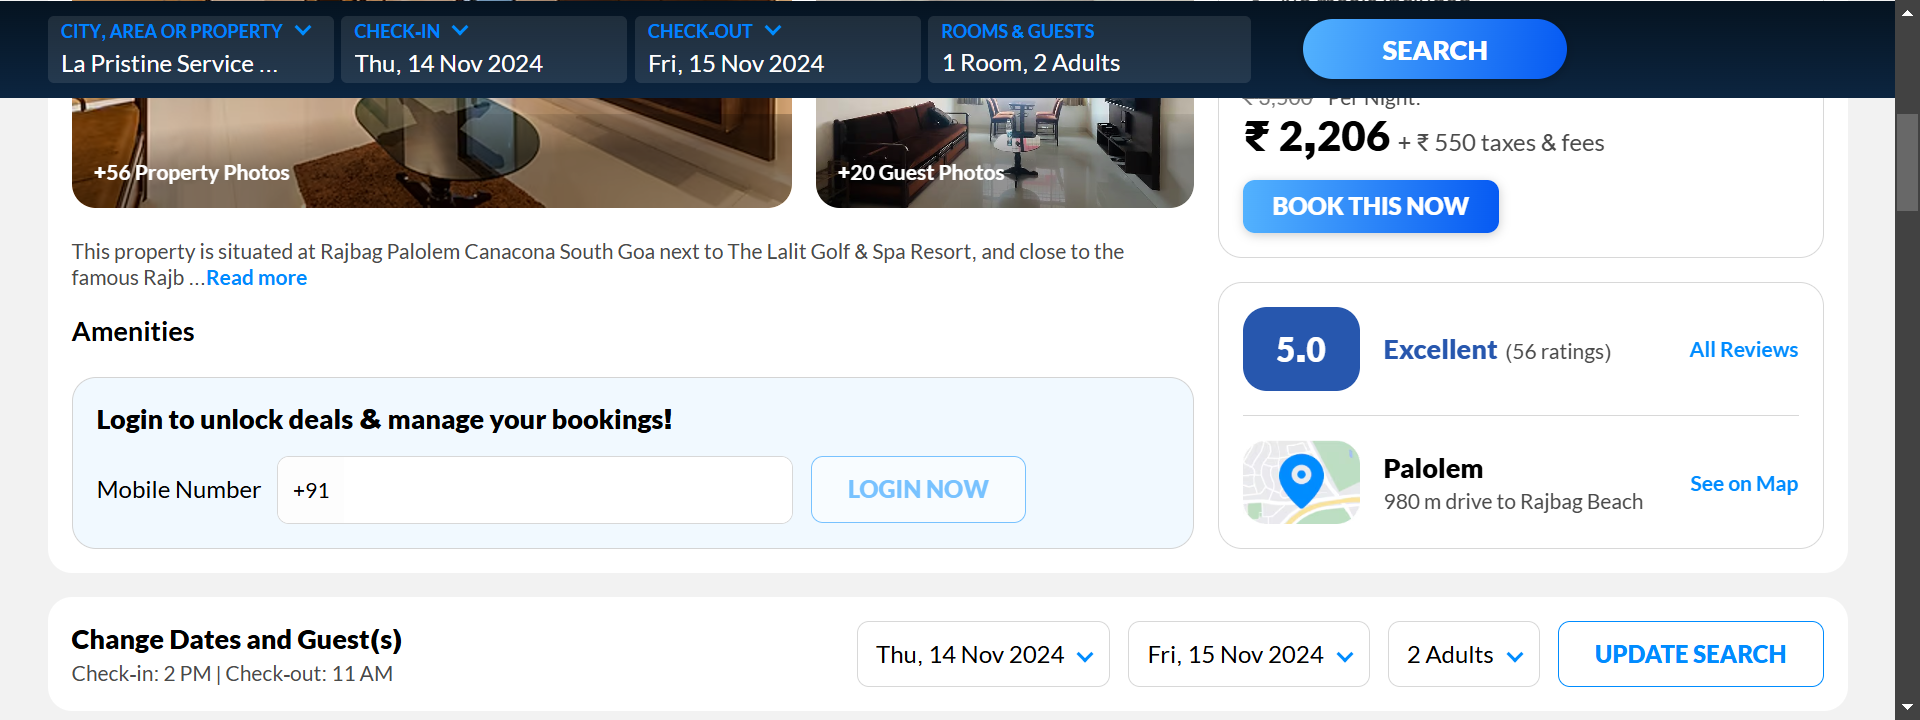 CITY, AREA OR PROPERTY
La Pristine Service ...
CHECK-IN
Thu, 14 Nov 2024
CHECK-OUT
Fri, 15 Nov 2024
ROOMS & GUESTS
1 Room, 2 Adults
SEARCH
+56 Property Photos
+20 Guest Photos
₹ 3,500 Per Night:
₹ 2,206 + ₹ 550 taxes & fees
BOOK THIS NOW
This property is situated at Rajbag Palolem Canacona South Goa next to The Lalit Golf & Spa Resort, and close to the
famous Rajb ...Read more
Amenities
Login to unlock deals & manage your bookings!
Mobile Number
+91
LOGIN NOW
5.0
Excellent (56 ratings)
All Reviews
Palolem
980 m drive to Rajbag Beach
See on Map
Change Dates and Guest(s)
Check-in: 2 PM | Check-out: 11 AM
Thu, 14 Nov 2024
Fri, 15 Nov 2024
2 Adults
UPDATE SEARCH